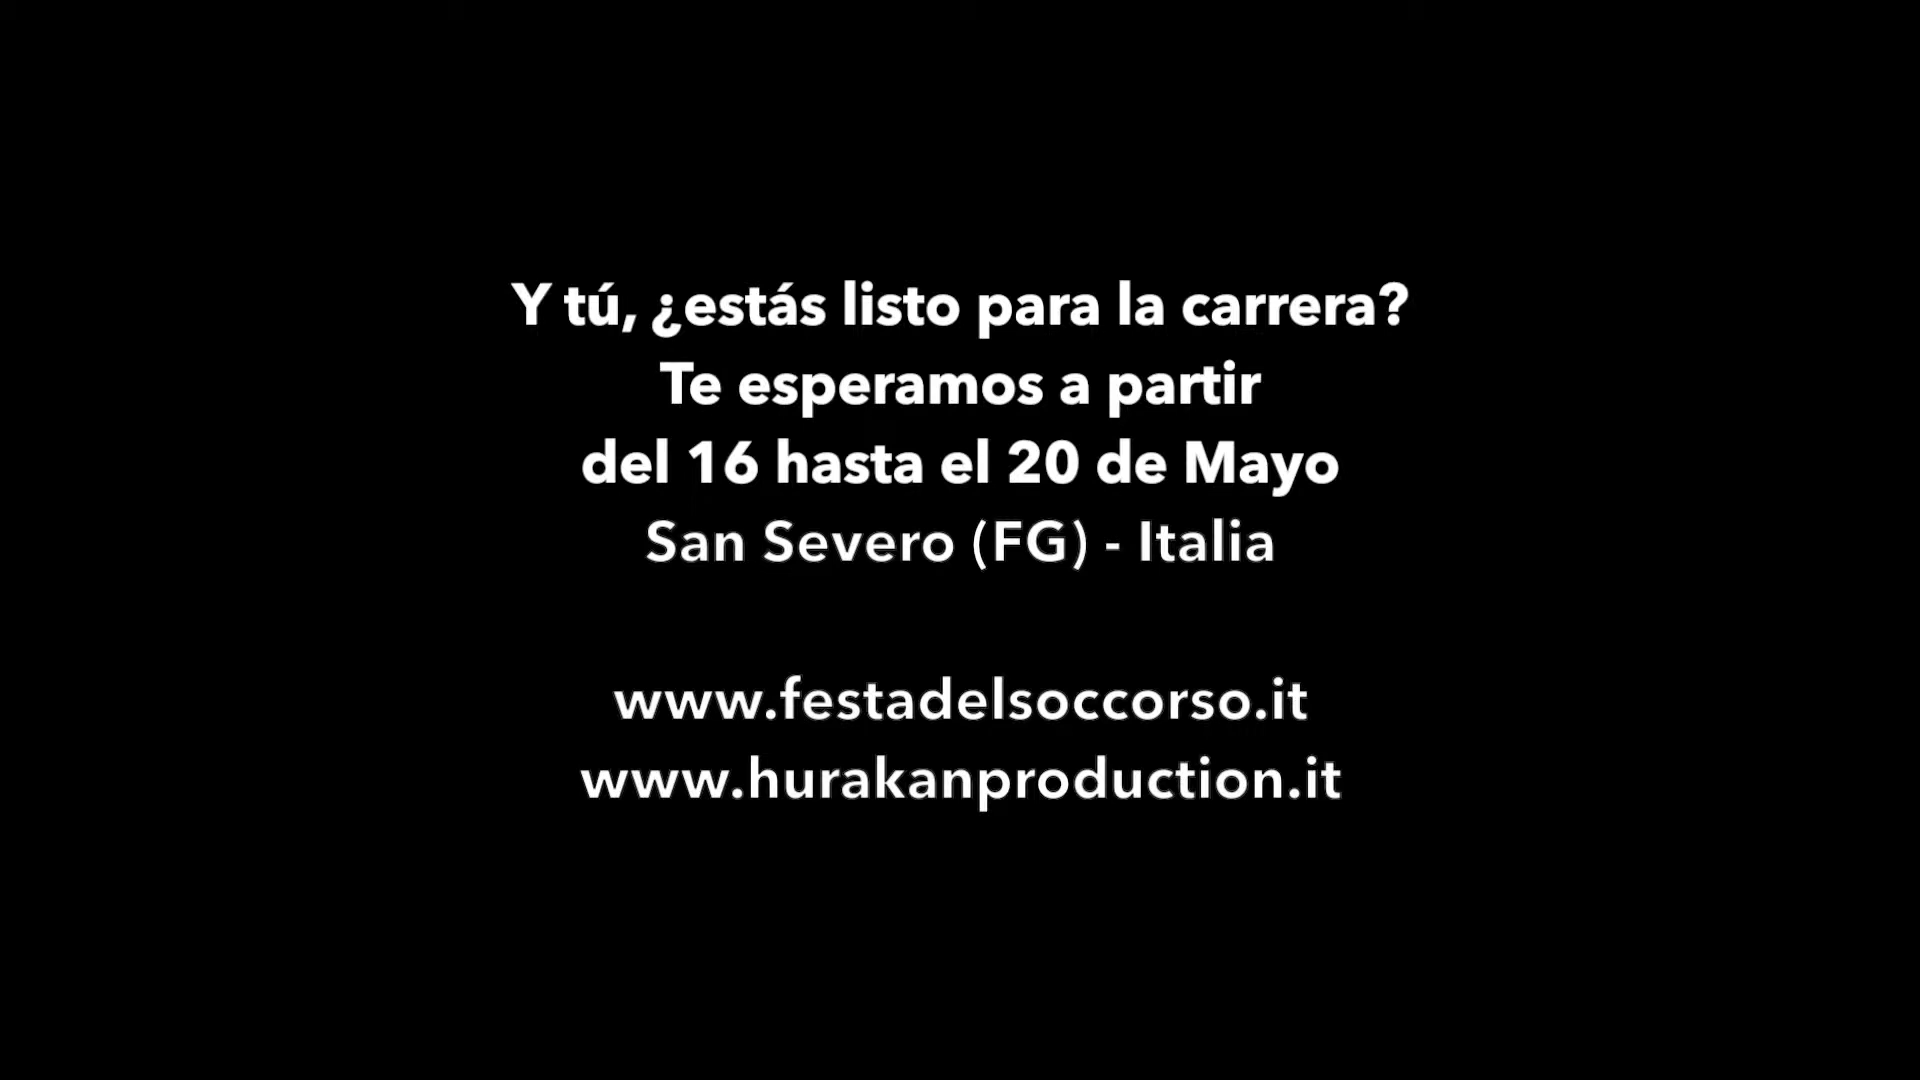 Y tú, ¿estás listo para la carrera?
Te esperamos a partir
del 16 hasta el 20 de Mayo
San Severo (FG) - Italia
www.festadelsoccorso.it
www.hurakanproduction.it